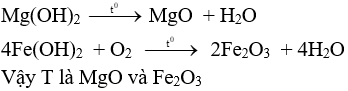 Mg(OH)₂ —t⁰→ MgO + H₂O
4Fe(OH)₂ + O₂ —t⁰→ 2Fe₂O₃ + 4H₂O
Vậy T là MgO và Fe₂O₃